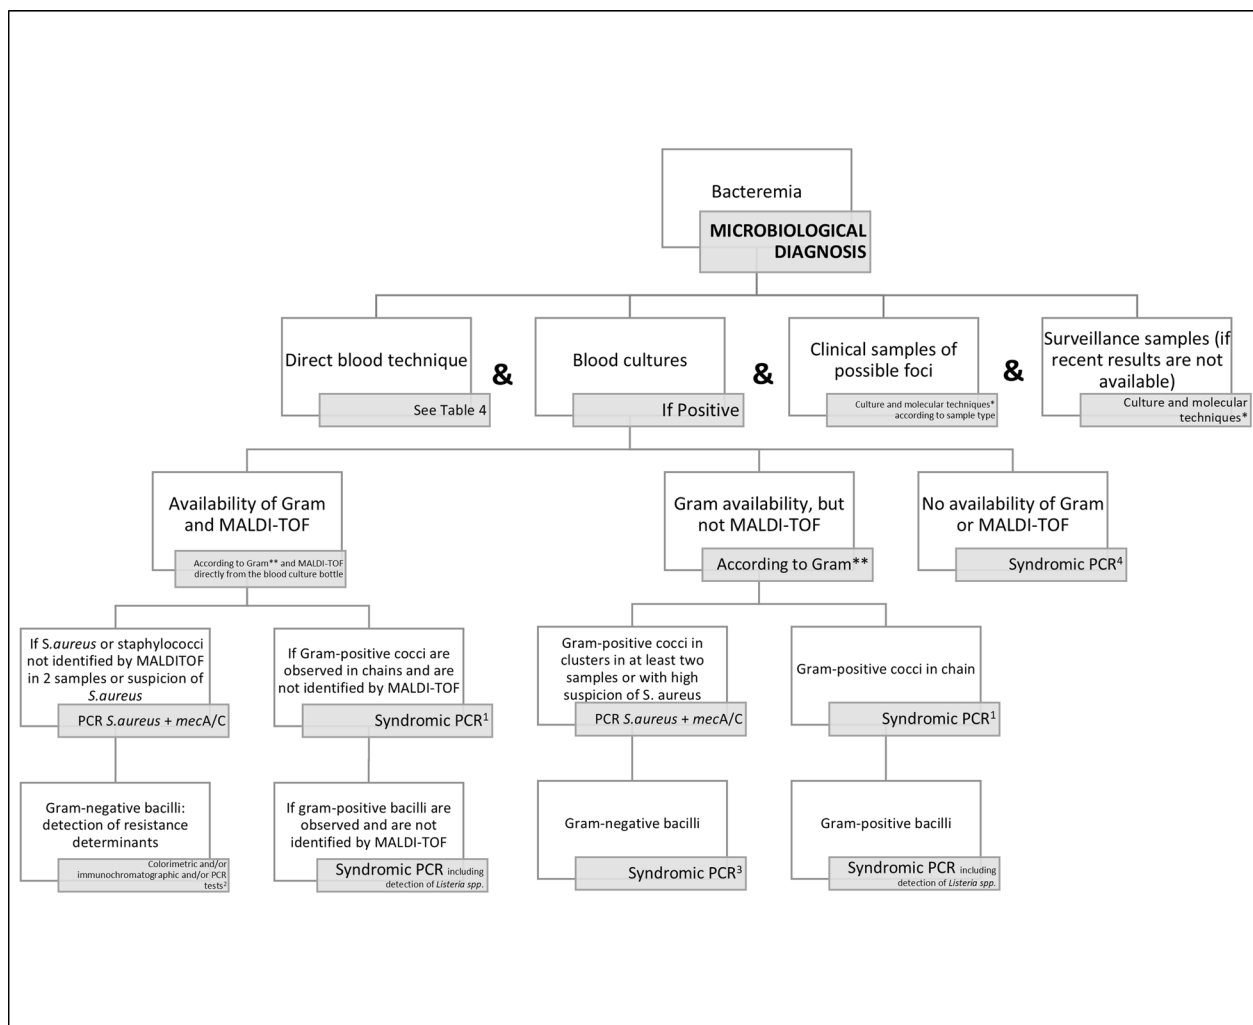 Bacteremia
MICROBIOLOGICAL
DIAGNOSIS
Direct blood technique
See Table 4
&
Blood cultures
If Positive
&
Clinical samples of
possible foci
Culture and molecular techniques*
according to sample type
&
Surveillance samples (if
recent results are not
available)
Culture and molecular
techniques*
Availability of Gram
and MALDI-TOF
According to Gram** and MALDI-TOF
directly from the blood culture bottle
Gram availability, but
not MALDI-TOF
According to Gram**
No availability of Gram
or MALDI-TOF
Syndromic PCR⁴
If S.aureus or staphylococci
not identified by MALDITOF
in 2 samples or suspicion of
S.aureus
PCR S.aureus + mecA/C
If Gram-positive cocci are
observed in chains and are
not identified by MALDI-TOF
Syndromic PCR¹
Gram-positive cocci in
clusters in at least two
samples or with high
suspicion of S. aureus
PCR S.aureus + mecA/C
Gram-positive cocci in chain
Syndromic PCR¹
Gram-negative bacilli:
detection of resistance
determinants
Colorimetric and/or
immunochromatographic and/or PCR
tests²
If gram-positive bacilli are
observed and are not
identified by MALDI-TOF
Syndromic PCR including
detection of Listeria spp.
Gram-negative bacilli
Syndromic PCR³
Gram-positive bacilli
Syndromic PCR including
detection of Listeria spp.